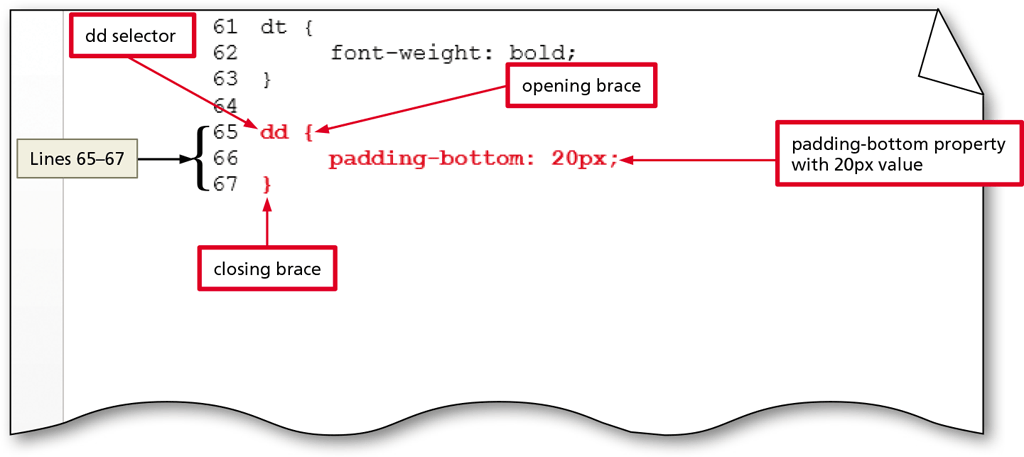 dd selector
61 dt {
62 font-weight: bold;
63 }
opening brace
64
65 dd {
Lines 65–67
66 padding-bottom: 20px;
padding-bottom property
with 20px value
67 }
closing brace